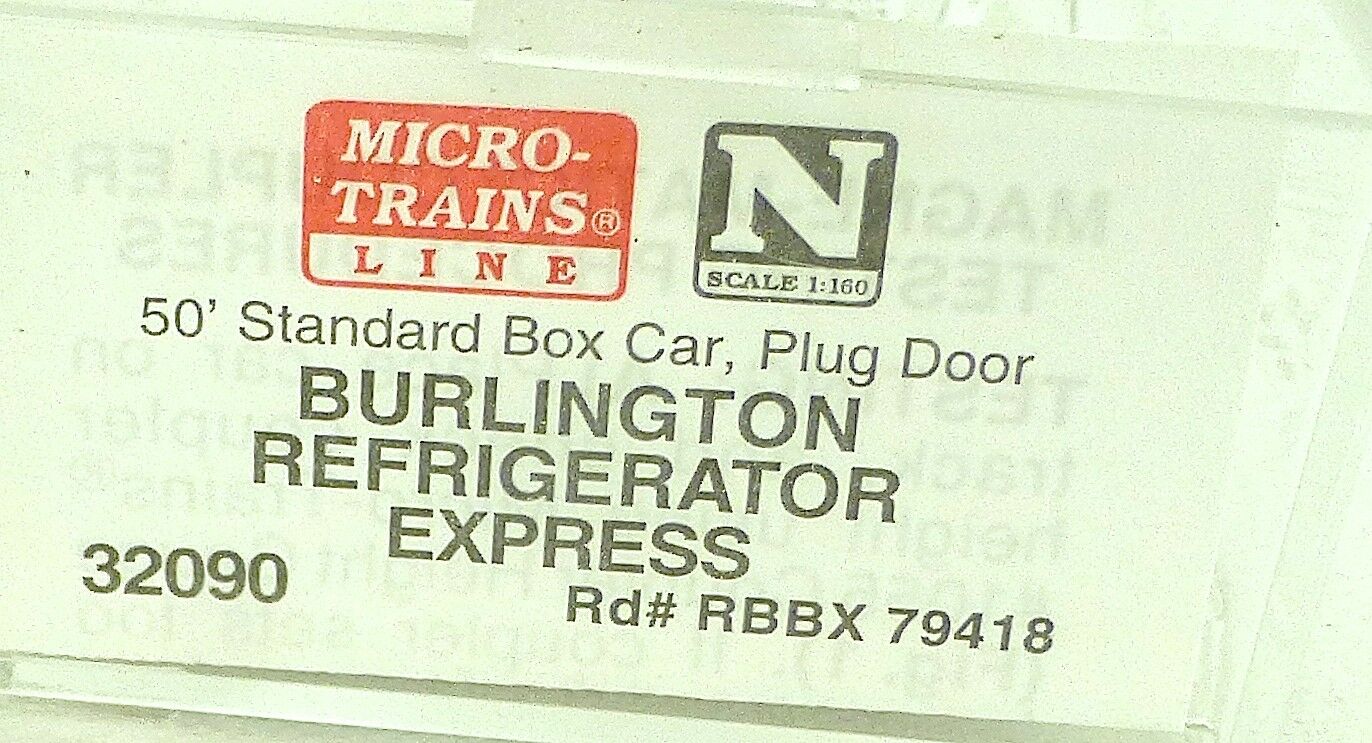 MICRO-
TRAINS®
LINE
N
SCALE 1:160
50' Standard Box Car, Plug Door
BURLINGTON
REFRIGERATOR
EXPRESS
32090
Rd# RBBX 79418